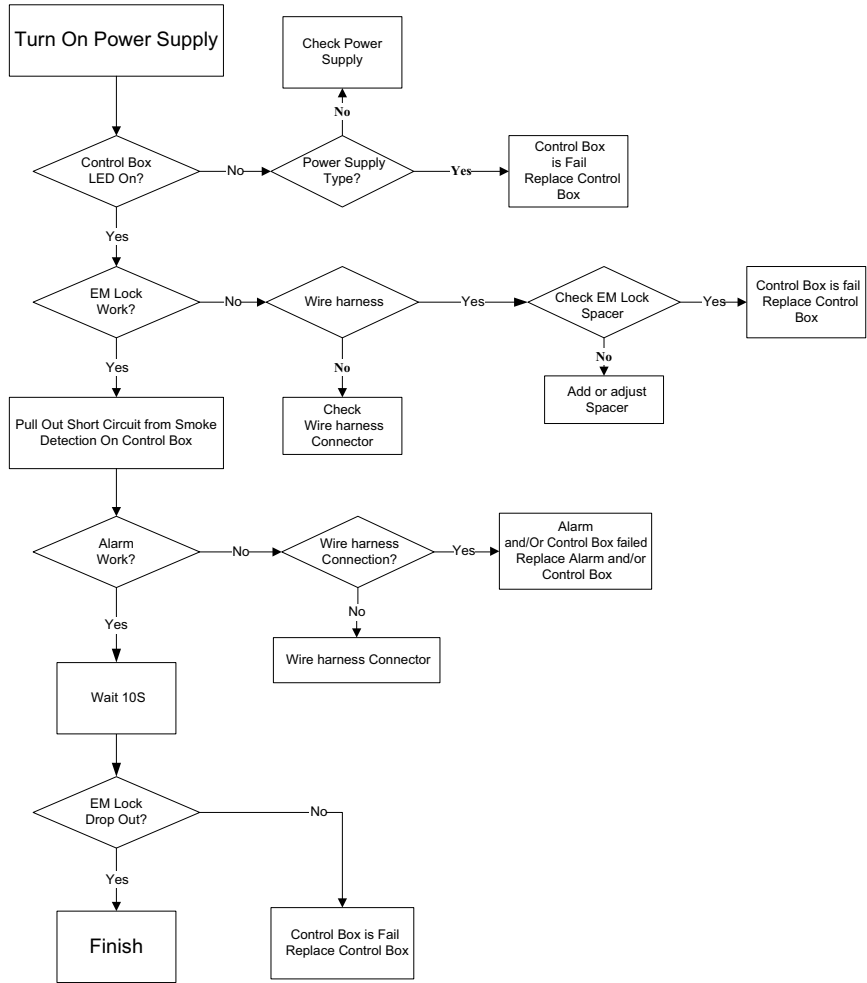 Turn On Power Supply
Check Power
Supply
No
Control Box
LED On?
No
Power Supply
Type?
Yes
Control Box
is Fail
Replace Control
Box
Yes
EM Lock
Work?
No
Wire harness
Yes
Check EM Lock
Spacer
Yes
Control Box is fail
Replace Control
Box
Yes
No
No
Pull Out Short Circuit from Smoke
Detection On Control Box
Check
Wire harness
Connector
Add or adjust
Spacer
Alarm
Work?
No
Wire harness
Connection?
Yes
Alarm
and/Or Control Box failed
Replace Alarm and/or
Control Box
Yes
No
Wire harness Connector
Wait 10S
EM Lock
Drop Out?
No
Yes
Finish
Control Box is Fail
Replace Control Box